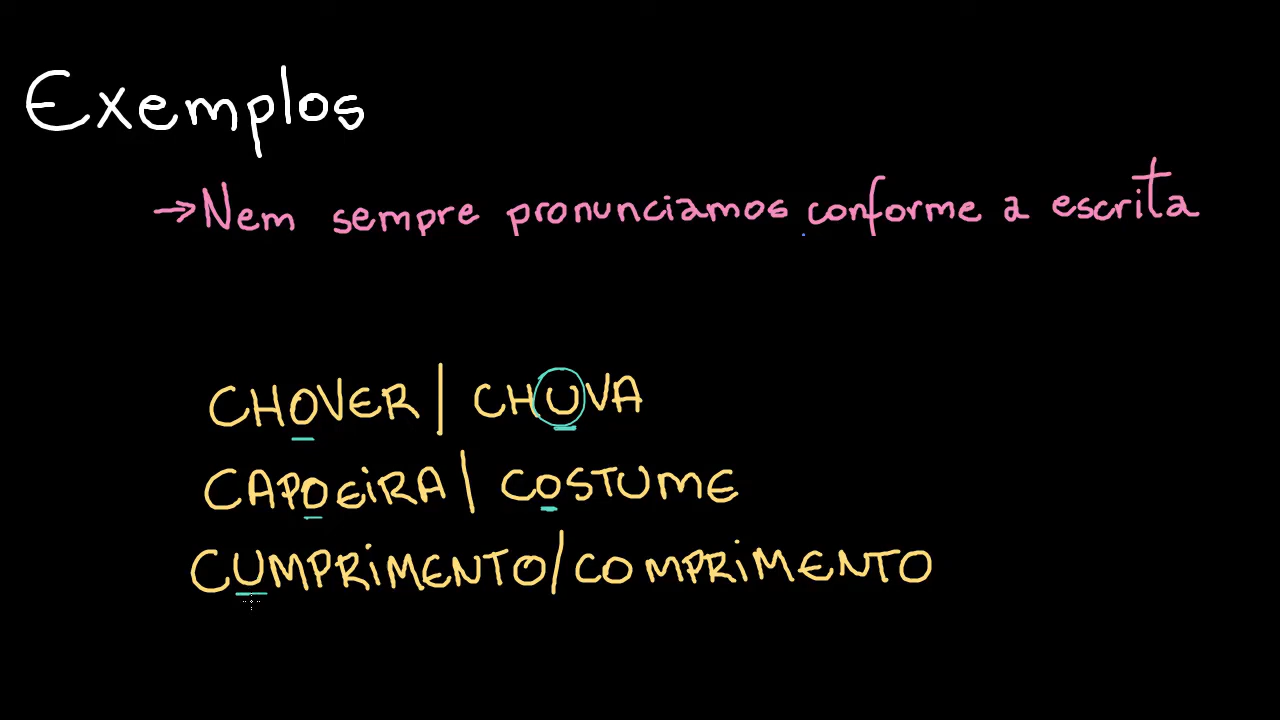 Exemplos
→Nem sempre pronunciamos conforme a escrita
CHOVER | CHUVA
CAPOEiRA | COSTUME
CUMPRiMENTO/COMPRiMENTO